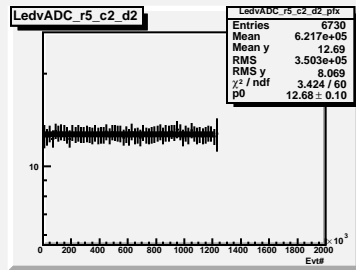 LedvADC_r5_c2_d2
LedvADC_r5_c2_d2_pfx
Entries 6730
Mean 6.217e+05
Mean y 12.69
RMS 3.503e+05
RMS y 8.069
χ² / ndf 3.424 / 60
p0 12.68 ± 0.10
10
0 200 400 600 800 1000 1200 1400 1600 1800 2000
×10³
Evt#